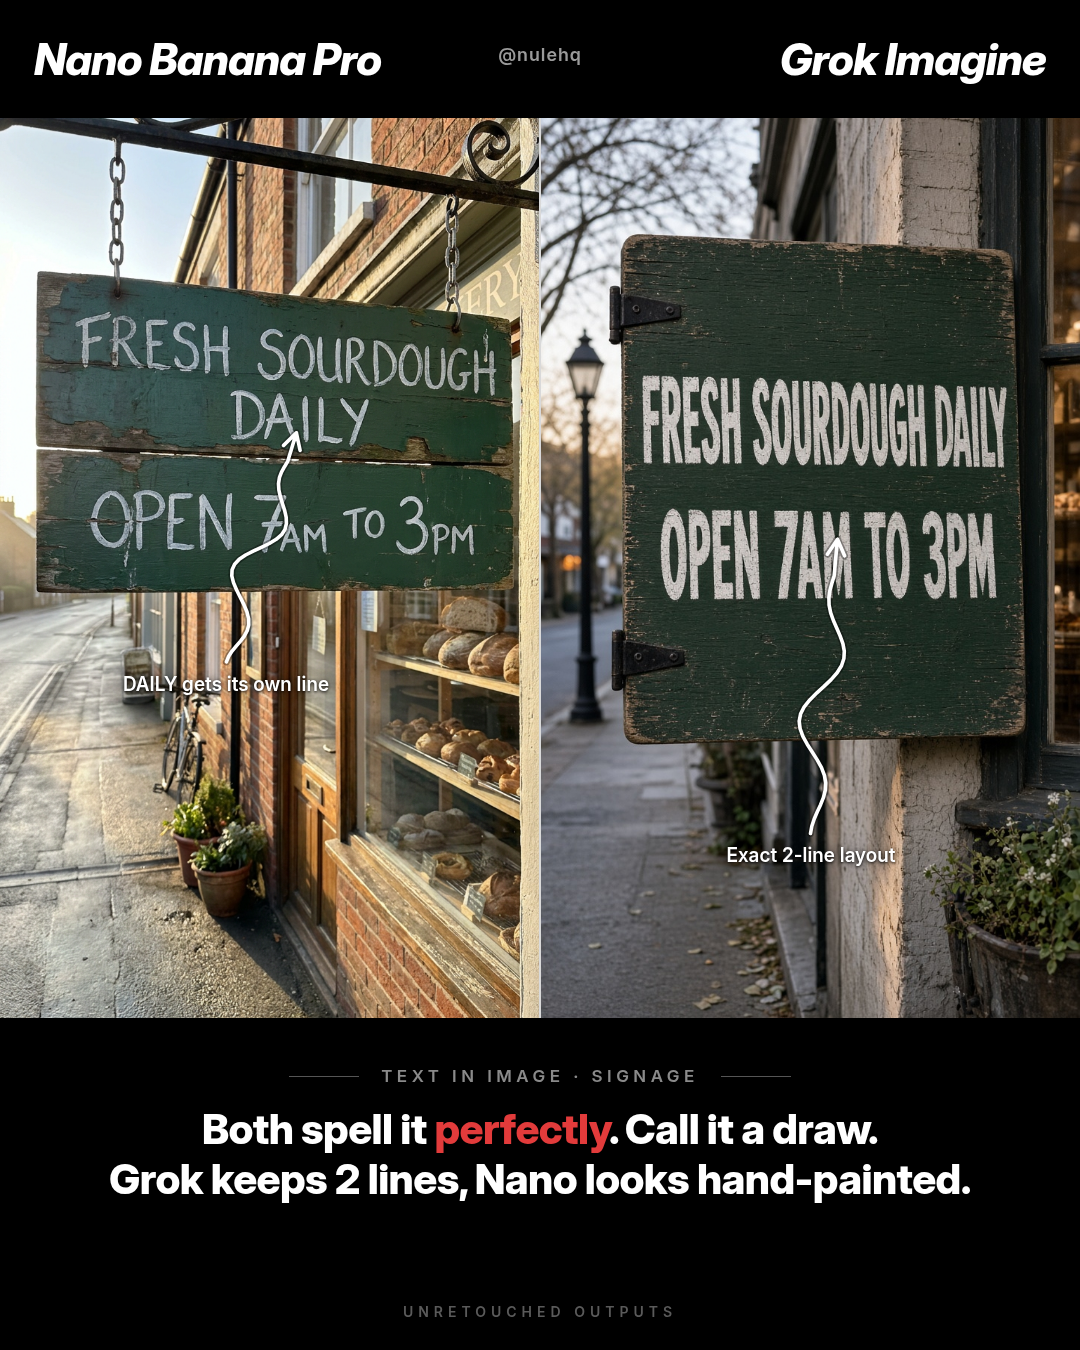 Nano Banana Pro
@nulehq
Grok Imagine
ERY
FRESH SOURDOUGH
DAILY
OPEN 7AM TO 3PM
DAILY gets its own line
FRESH SOURDOUGH DAILY
OPEN 7AM TO 3PM
Exact 2-line layout
TEXT IN IMAGE · SIGNAGE
Both spell it perfectly. Call it a draw.
Grok keeps 2 lines, Nano looks hand-painted.
UNRETOUCHED OUTPUTS